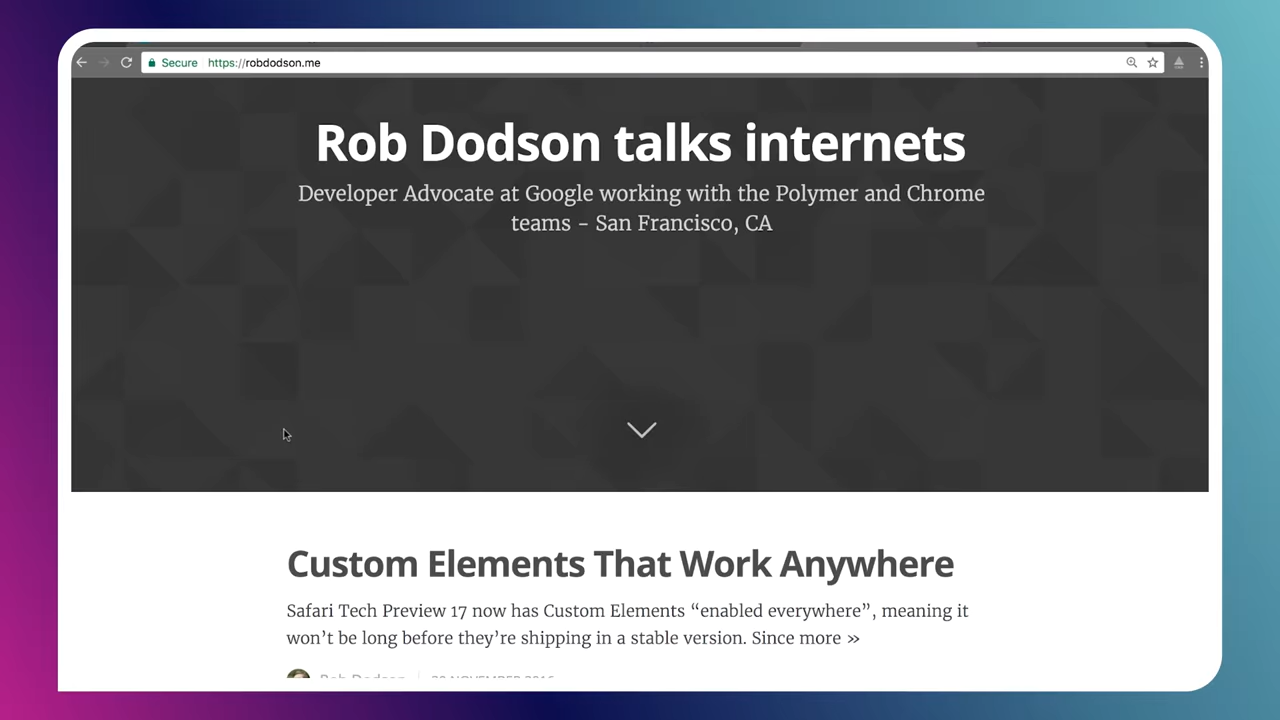 Secure https://robdodson.me
Rob Dodson talks internets
Developer Advocate at Google working with the Polymer and Chrome
teams - San Francisco, CA
Custom Elements That Work Anywhere
Safari Tech Preview 17 now has Custom Elements “enabled everywhere”, meaning it
won’t be long before they’re shipping in a stable version. Since more »
Rob Dodson